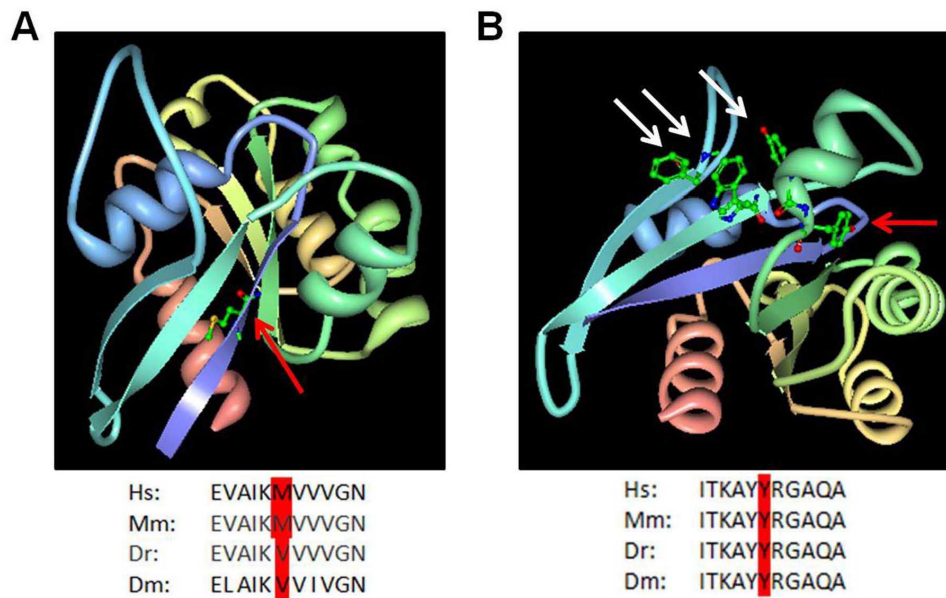 A
B
Hs: EVAIKMVVVGN
Mm: EVAIKMVVVGN
Dr: EVAIKVVVVGN
Dm: ELAIKVVIVGN
Hs: ITKAYYRGAQA
Mm: ITKAYYRGAQA
Dr: ITKAYYRGAQA
Dm: ITKAYYRGAQA